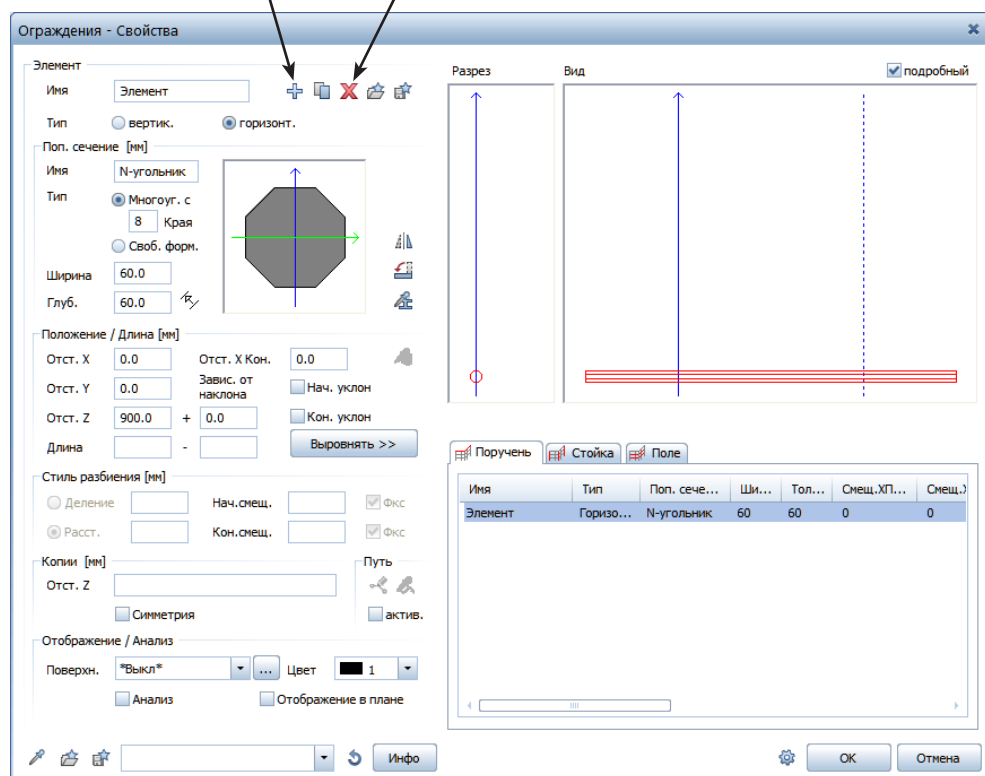 Ограждения - Свойства
Элемент
Имя Элемент
Тип вертик. горизонт.
Поп. сечение [мм]
Имя N-угольник
Тип Многоуг. с
8 Края
Своб. форм.
Ширина 60.0
Глуб. 60.0
Положение / Длина [мм]
Отст. X 0.0 Отст. X Кон. 0.0
Отст. Y 0.0 Завис. от наклона Нач. уклон
Отст. Z 900.0 + 0.0 Кон. уклон
Длина - Выровнять >>
Стиль разбиения [мм]
Деление Нач.смещ. Фкс
Расст. Кон.смещ. Фкс
Копии [мм] Путь
Отст. Z
Симметрия актив.
Отображение / Анализ
Поверхн. *Выкл* ... Цвет 1
Анализ Отображение в плане
Инфо
Разрез Вид подробный
Поручень Стойка Поле
Имя Тип Поп. сече... Ши... Тол... Смещ.XП... Смещ.X
Элемент Горизо... N-угольник 60 60 0 0
OK Отмена